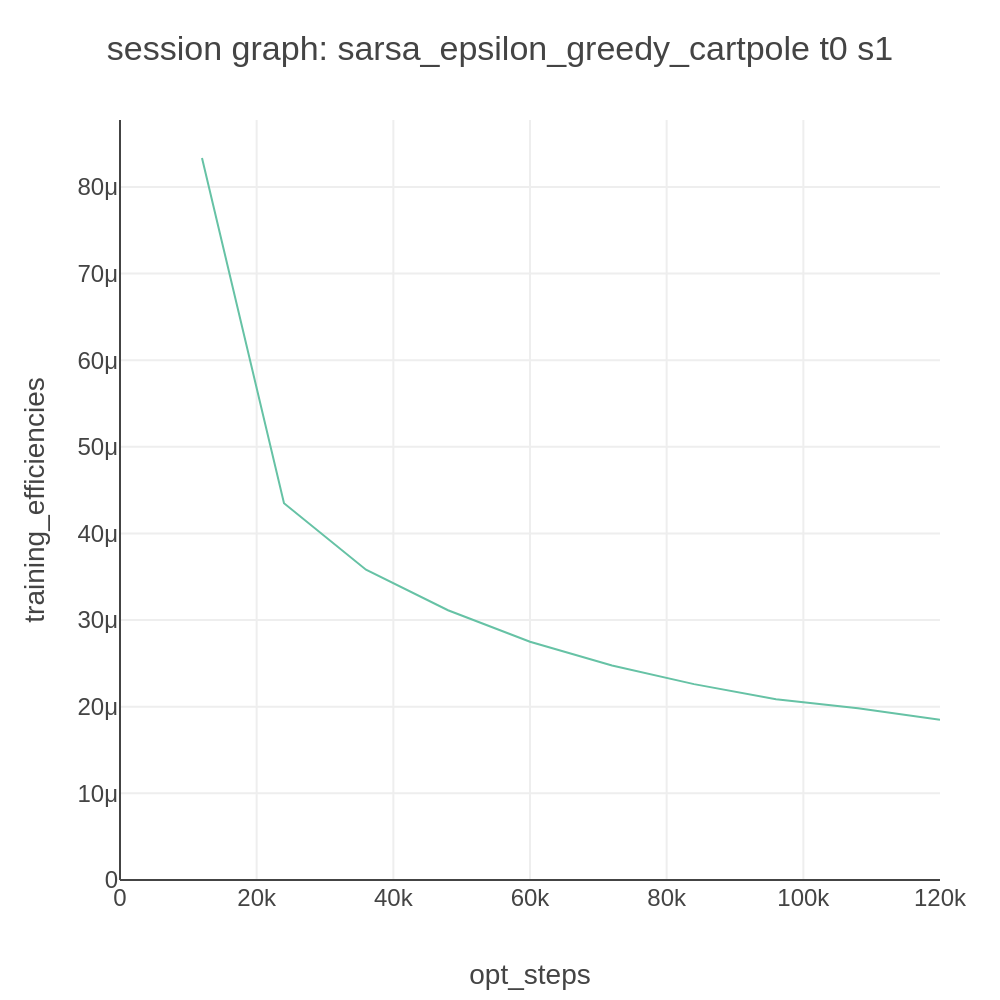 session graph: sarsa_epsilon_greedy_cartpole t0 s1
training_efficiencies
80μ
70μ
60μ
50μ
40μ
30μ
20μ
10μ
0
0 20k 40k 60k 80k 100k 120k
opt_steps